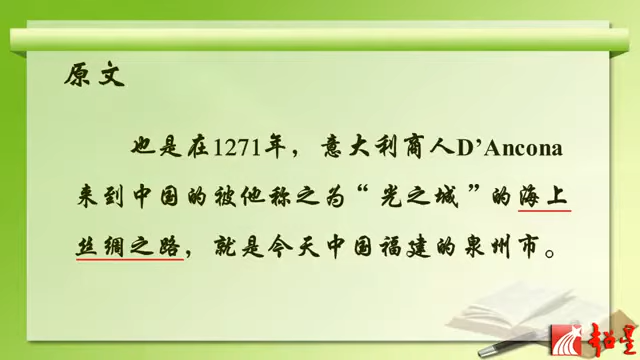 原文
也是在1271年，意大利商人D’Ancona
来到中国的被他称之为“光之城”的海上
丝绸之路，就是今天中国福建的泉州市。
超星